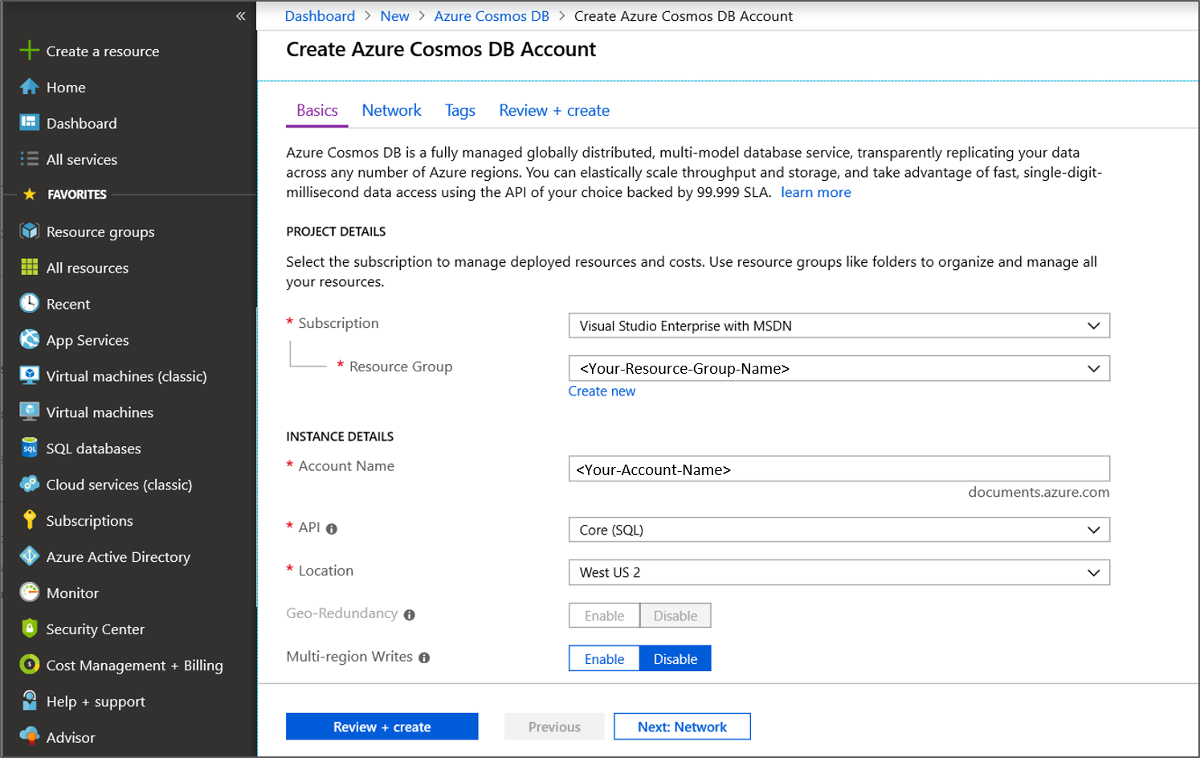 «
Create a resource
Home
Dashboard
All services
FAVORITES
Resource groups
All resources
Recent
App Services
Virtual machines (classic)
Virtual machines
SQL databases
Cloud services (classic)
Subscriptions
Azure Active Directory
Monitor
Security Center
Cost Management + Billing
Help + support
Advisor
Dashboard > New > Azure Cosmos DB > Create Azure Cosmos DB Account
Create Azure Cosmos DB Account
Basics Network Tags Review + create
Azure Cosmos DB is a fully managed globally distributed, multi-model database service, transparently replicating your data
across any number of Azure regions. You can elastically scale throughput and storage, and take advantage of fast, single-digit-
millisecond data access using the API of your choice backed by 99.999 SLA. learn more
PROJECT DETAILS
Select the subscription to manage deployed resources and costs. Use resource groups like folders to organize and manage all
your resources.
* Subscription Visual Studio Enterprise with MSDN
* Resource Group <Your-Resource-Group-Name>
Create new
INSTANCE DETAILS
* Account Name <Your-Account-Name>
documents.azure.com
* API Core (SQL)
* Location West US 2
Geo-Redundancy Enable Disable
Multi-region Writes Enable Disable
Review + create Previous Next: Network